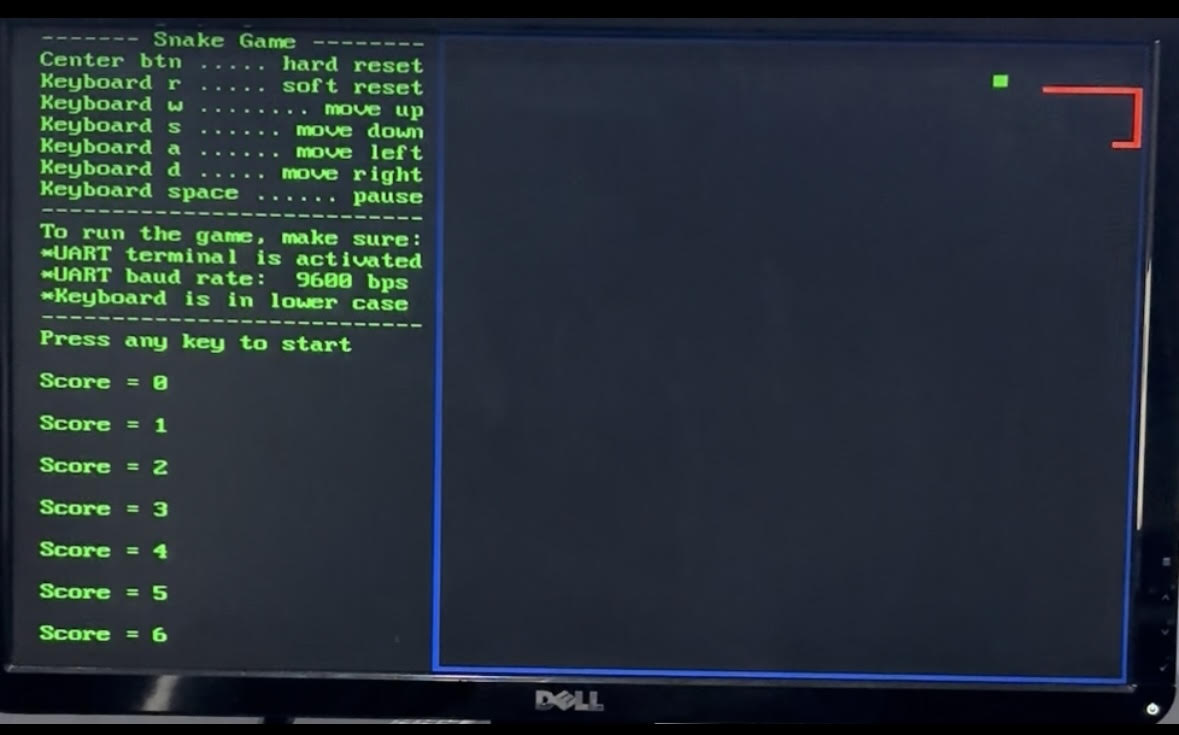 ------- Snake Game --------
Center btn ..... hard reset
Keyboard r ..... soft reset
Keyboard w ........ move up
Keyboard s ...... move down
Keyboard a ...... move left
Keyboard d ..... move right
Keyboard space ...... pause
---------------------------
To run the game, make sure:
*UART terminal is activated
*UART baud rate:  9600 bps
*Keyboard is in lower case
---------------------------
Press any key to start
Score = 0
Score = 1
Score = 2
Score = 3
Score = 4
Score = 5
Score = 6
DELL